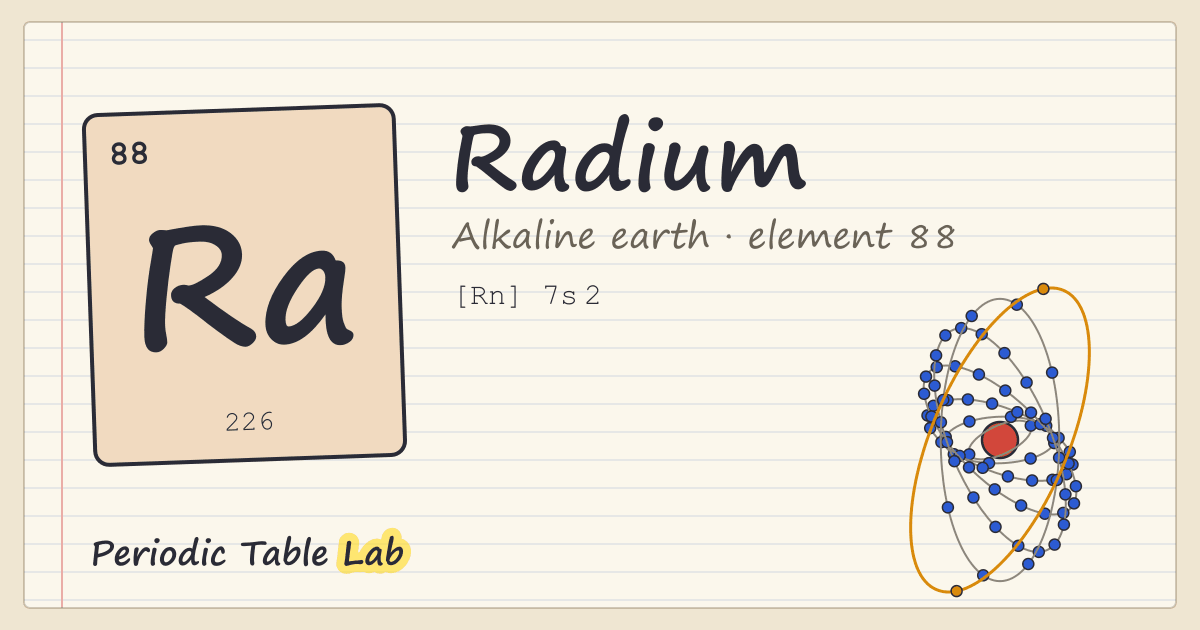 88
Ra
226
Radium
Alkaline earth · element 88
[Rn] 7s2
Periodic Table Lab